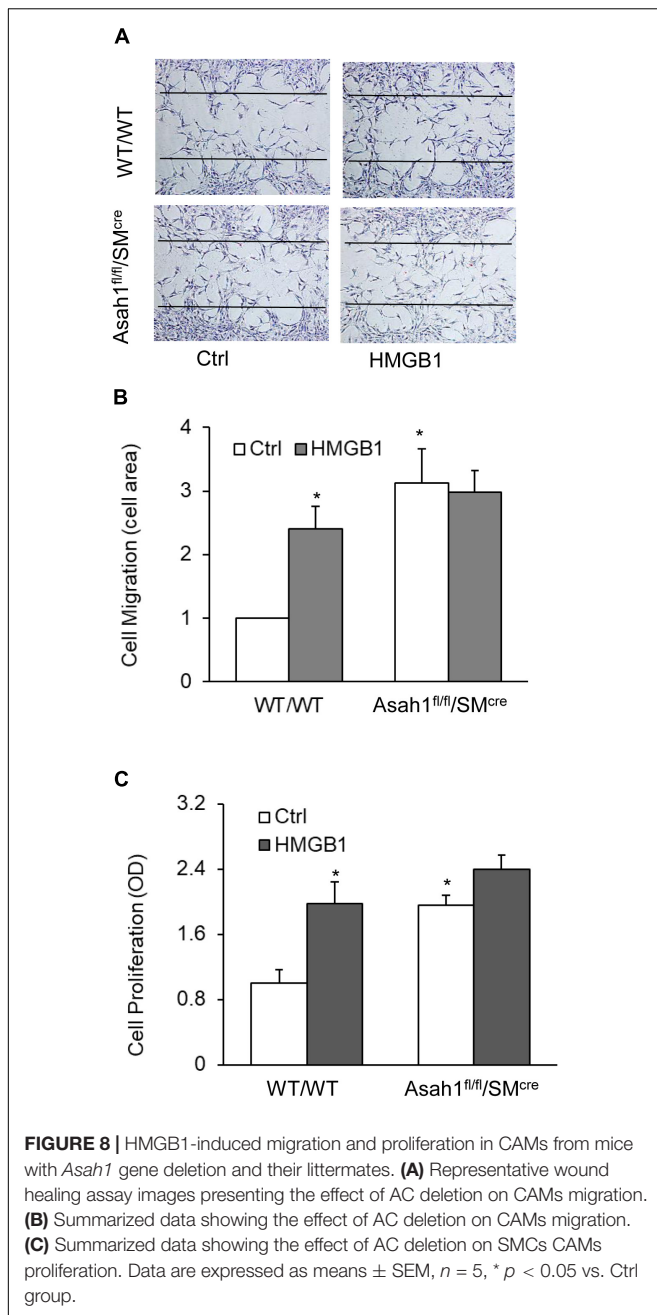 A
WT/WT
Asah1fl/fl/SMcre
Ctrl
HMGB1
B
4
3
2
1
0
Cell Migration (cell area)
Ctrl
HMGB1
*
*
WT/WT
Asah1fl/fl/SMcre
C
3.2
2.4
1.6
0.8
0
Cell Proliferation (OD)
Ctrl
HMGB1
*
*
WT/WT
Asah1fl/fl/SMcre
FIGURE 8 | HMGB1-induced migration and proliferation in CAMs from mice
with Asah1 gene deletion and their littermates. (A) Representative wound
healing assay images presenting the effect of AC deletion on CAMs migration.
(B) Summarized data showing the effect of AC deletion on CAMs migration.
(C) Summarized data showing the effect of AC deletion on SMCs CAMs
proliferation. Data are expressed as means ± SEM, n = 5, * p < 0.05 vs. Ctrl
group.